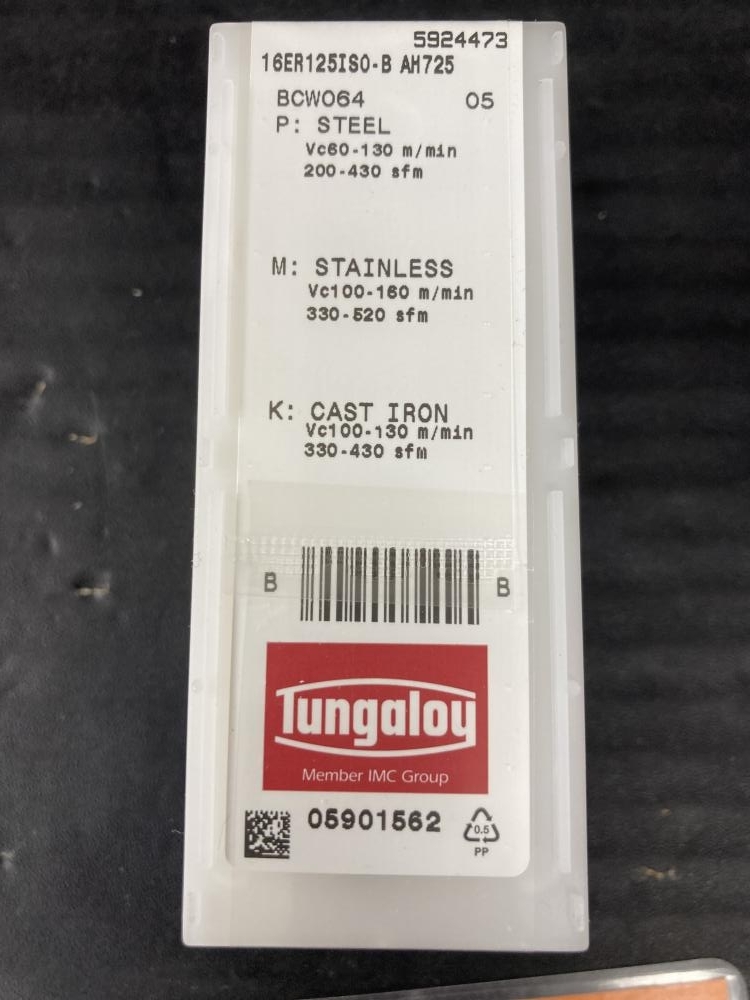 5924473
16ER125ISO-B AH725
BCW064 05
P: STEEL
Vc60-130 m/min
200-430 sfm
M: STAINLESS
Vc100-160 m/min
330-520 sfm
K: CAST IRON
Vc100-130 m/min
330-430 sfm
B B
Tungaloy
Member IMC Group
05901562
0.5
PP